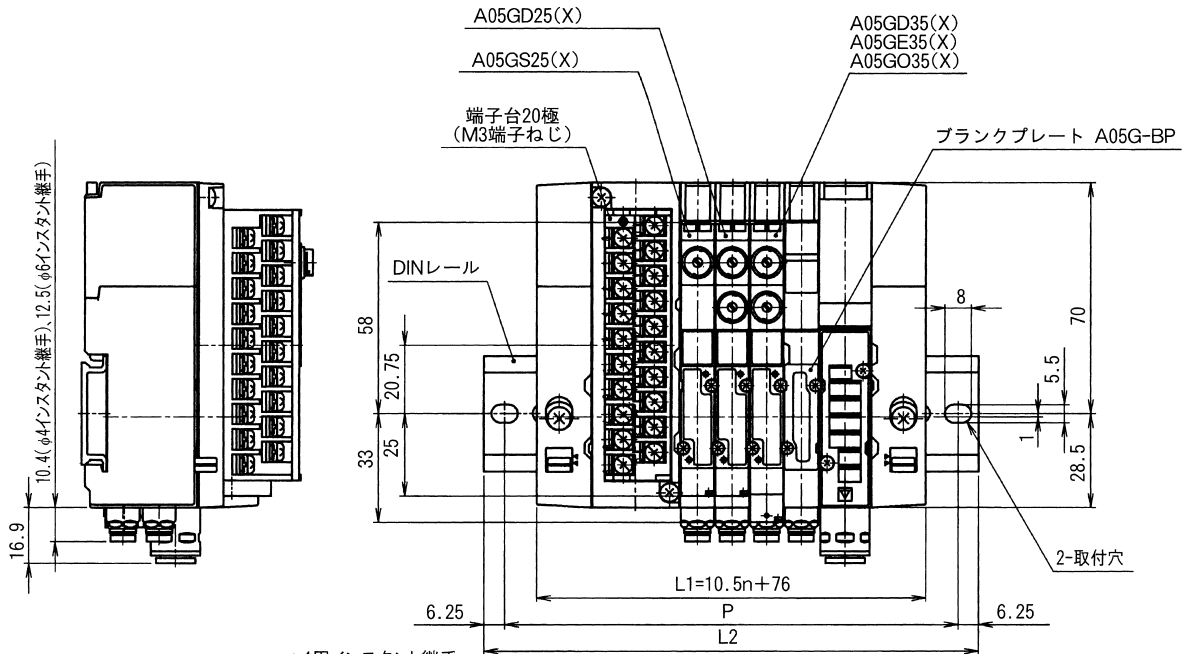 A05GD25(X)
A05GS25(X)
端子台20極
(M3端子ねじ)
A05GD35(X)
A05GE35(X)
A05GO35(X)
ブランクプレート A05G-BP
DINレール
10.4(φ4インスタント継手)、12.5(φ6インスタント継手)
16.9
58
20.75
33
25
8
70
5.5
1
28.5
2-取付穴
L1=10.5n+76
6.25
P
6.25
L2